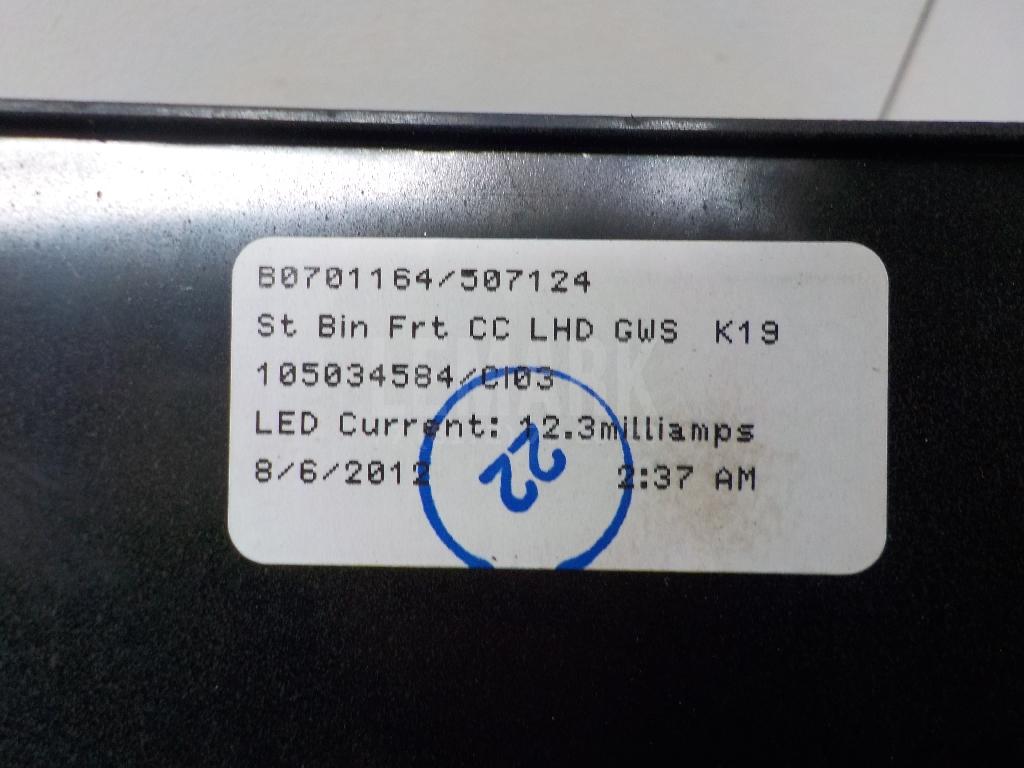 B0701164/507124
St Bin Frt CC LHD GWS K19
105034584/CI03
LED Current: 12.3milliamps
8/6/2012 2:37 AM
22